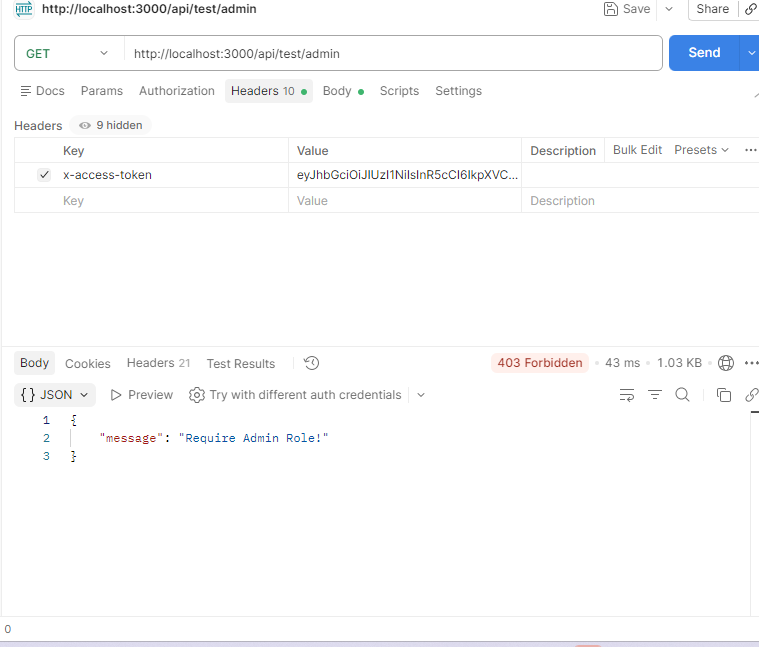 HTTP http://localhost:3000/api/test/admin Save Share
GET http://localhost:3000/api/test/admin Send
Docs Params Authorization Headers 10 Body Scripts Settings
Headers 9 hidden
Key Value Description Bulk Edit Presets
x-access-token eyJhbGciOiJIUzI1NiIsInR5cCI6IkpXVC...
Key Value Description
Body Cookies Headers 21 Test Results 403 Forbidden • 43 ms • 1.03 KB
{} JSON Preview Try with different auth credentials
1 {
2 "message": "Require Admin Role!"
3 }
0